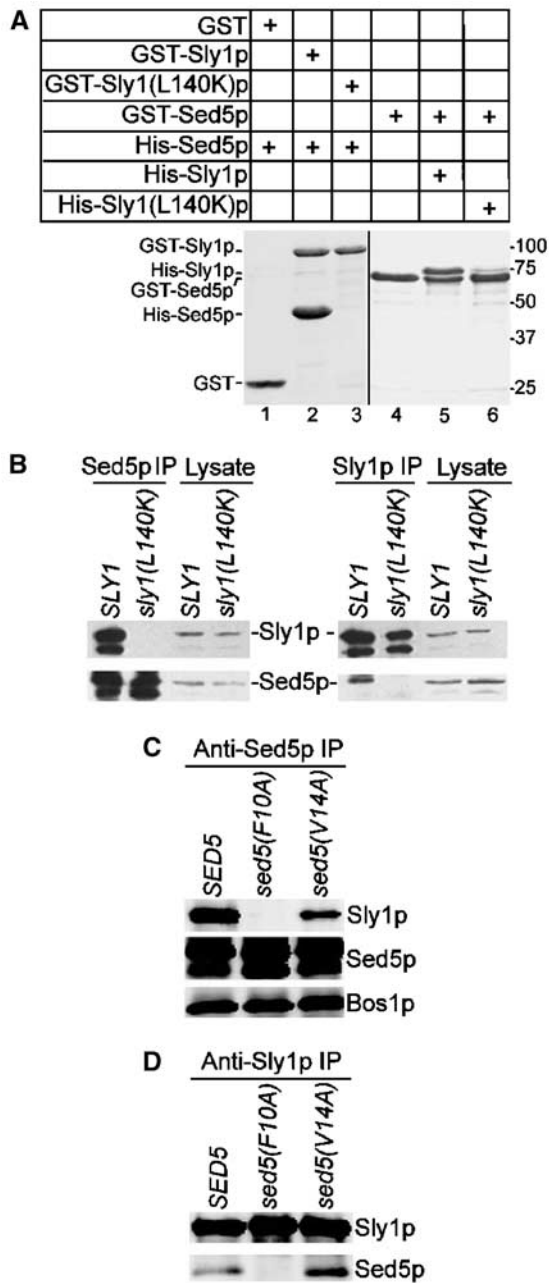 A
GST +
GST-Sly1p +
GST-Sly1(L140K)p +
GST-Sed5p + + +
His-Sed5p + + +
His-Sly1p +
His-Sly1(L140K)p +
GST-Sly1p
His-Sly1p
GST-Sed5p
His-Sed5p-
GST-
-100
-75
-50
-37
-25
1 2 3 4 5 6
B
Sed5p IP Lysate Sly1p IP Lysate
SLY1 sly1(L140K) SLY1 sly1(L140K) SLY1 sly1(L140K) SLY1 sly1(L140K)
-Sly1p -
-Sed5p-
C
Anti-Sed5p IP
SED5 sed5(F10A) sed5(V14A)
Sly1p
Sed5p
Bos1p
D
Anti-Sly1p IP
SED5 sed5(F10A) sed5(V14A)
Sly1p
Sed5p